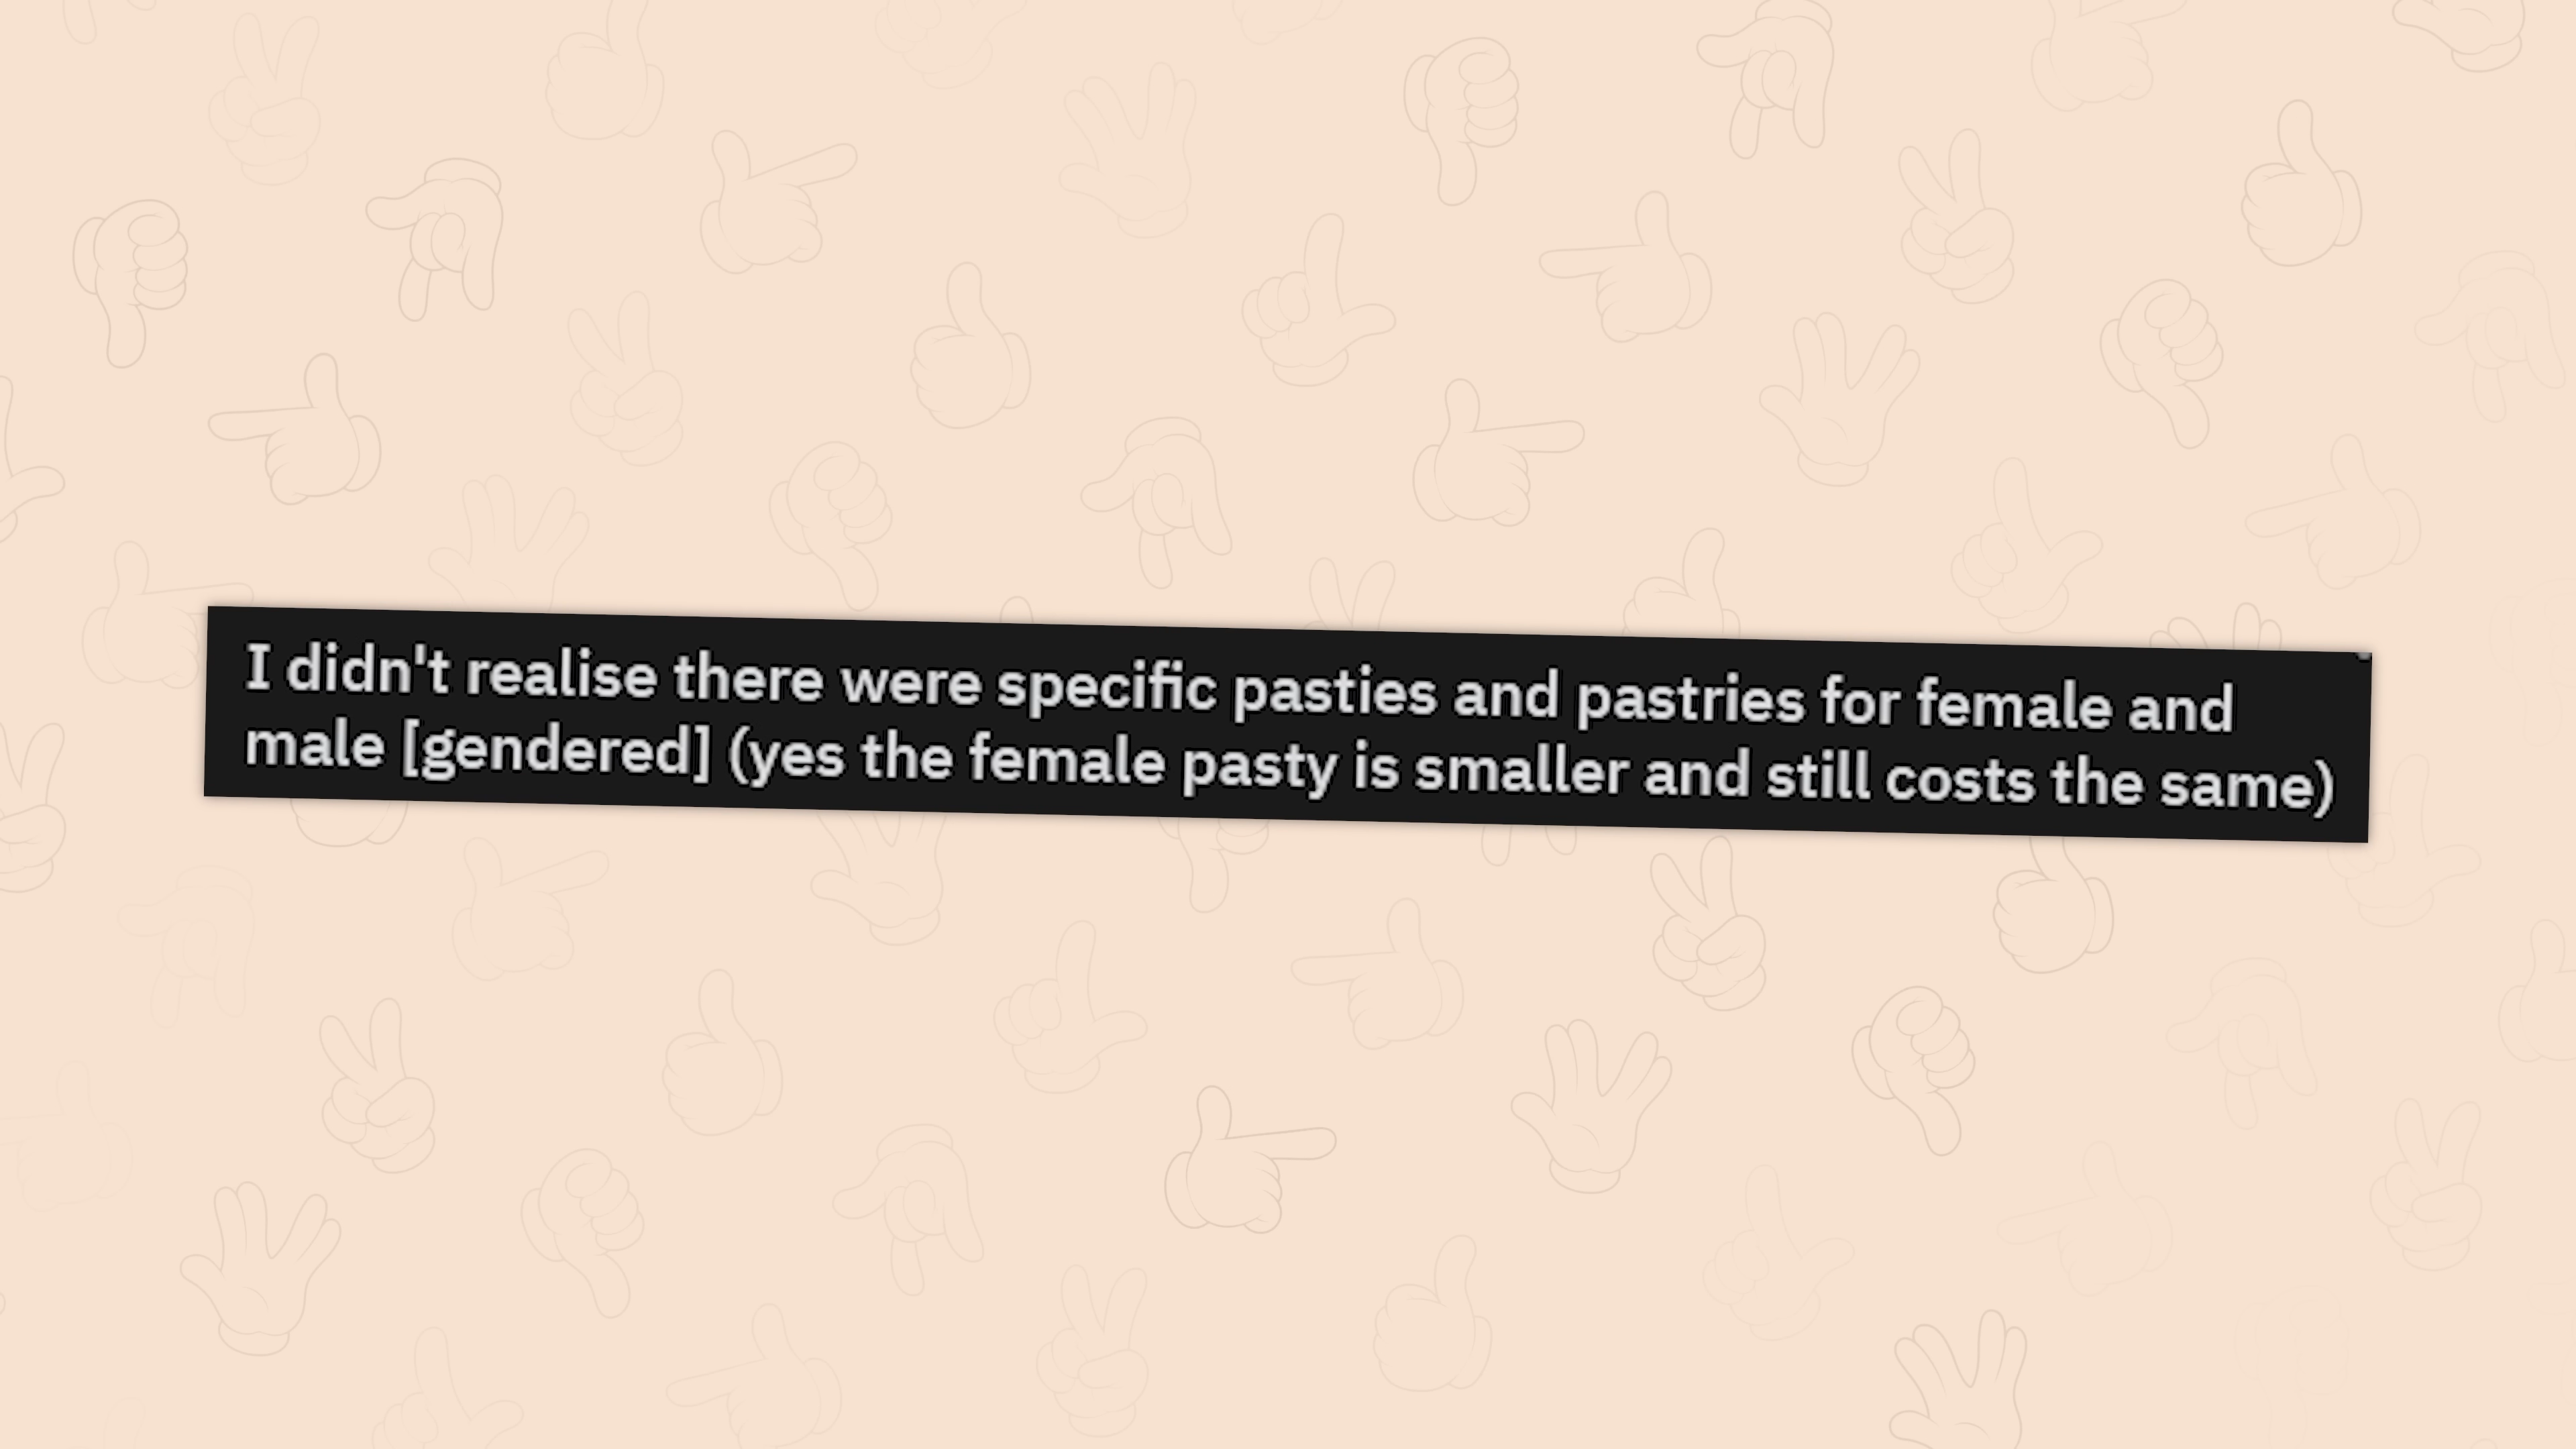 I didn't realise there were specific pasties and pastries for female and
male [gendered] (yes the female pasty is smaller and still costs the same)